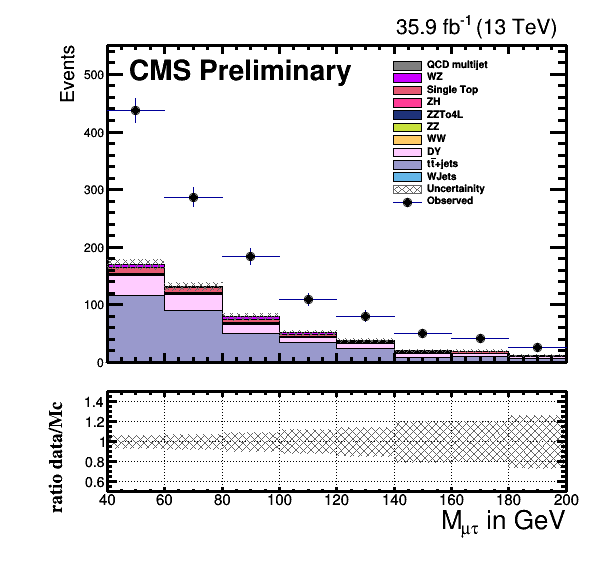 35.9 fb⁻¹ (13 TeV)
Events
CMS Preliminary
500
400
300
200
100
0
QCD multijet
WZ
Single Top
ZH
ZZTo4L
ZZ
WW
DY
tt̄+jets
WJets
Uncertainity
Observed
ratio data/Mc
1.4
1.2
1
0.8
0.6
40 60 80 100 120 140 160 180 200
Mμτ in GeV